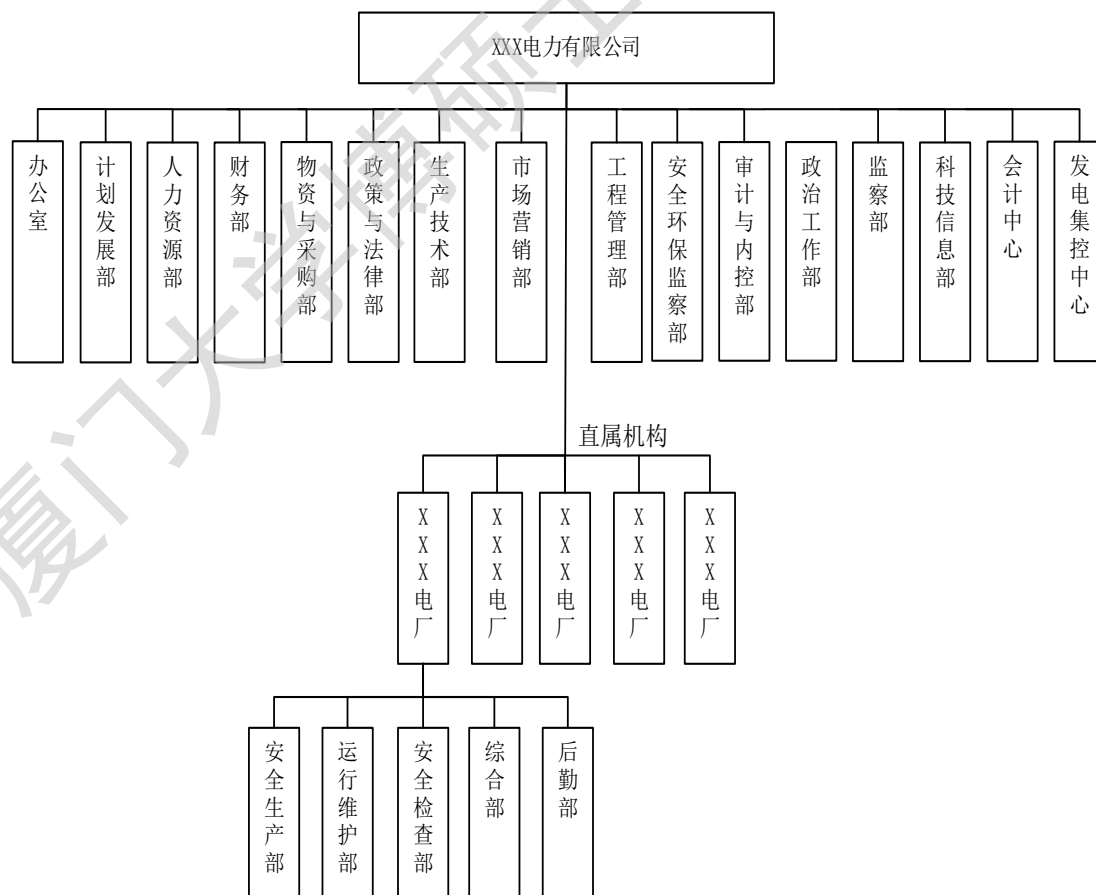 XXX电力有限公司
办公室
计划发展部
人力资源部
财务部
物资与采购部
政策与法律部
生产技术部
市场营销部
工程管理部
安全环保监察部
审计与内控部
政治工作部
监察部
科技信息部
会计中心
发电集控中心
直属机构
XXX电厂
XXX电厂
XXX电厂
XXX电厂
XXX电厂
安全生产部
运行维护部
安全检查部
综合部
后勤部
厦门大学博硕士